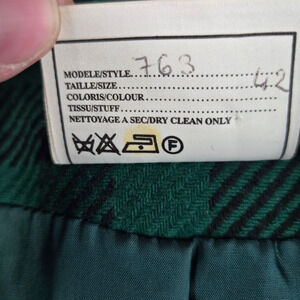 MODELE/STYLE....763....
TAILLE/SIZE....42
COLORIS/COLOUR....
TISSU/STUFF....
NETTOYAGE A SEC/DRY CLEAN ONLY
F